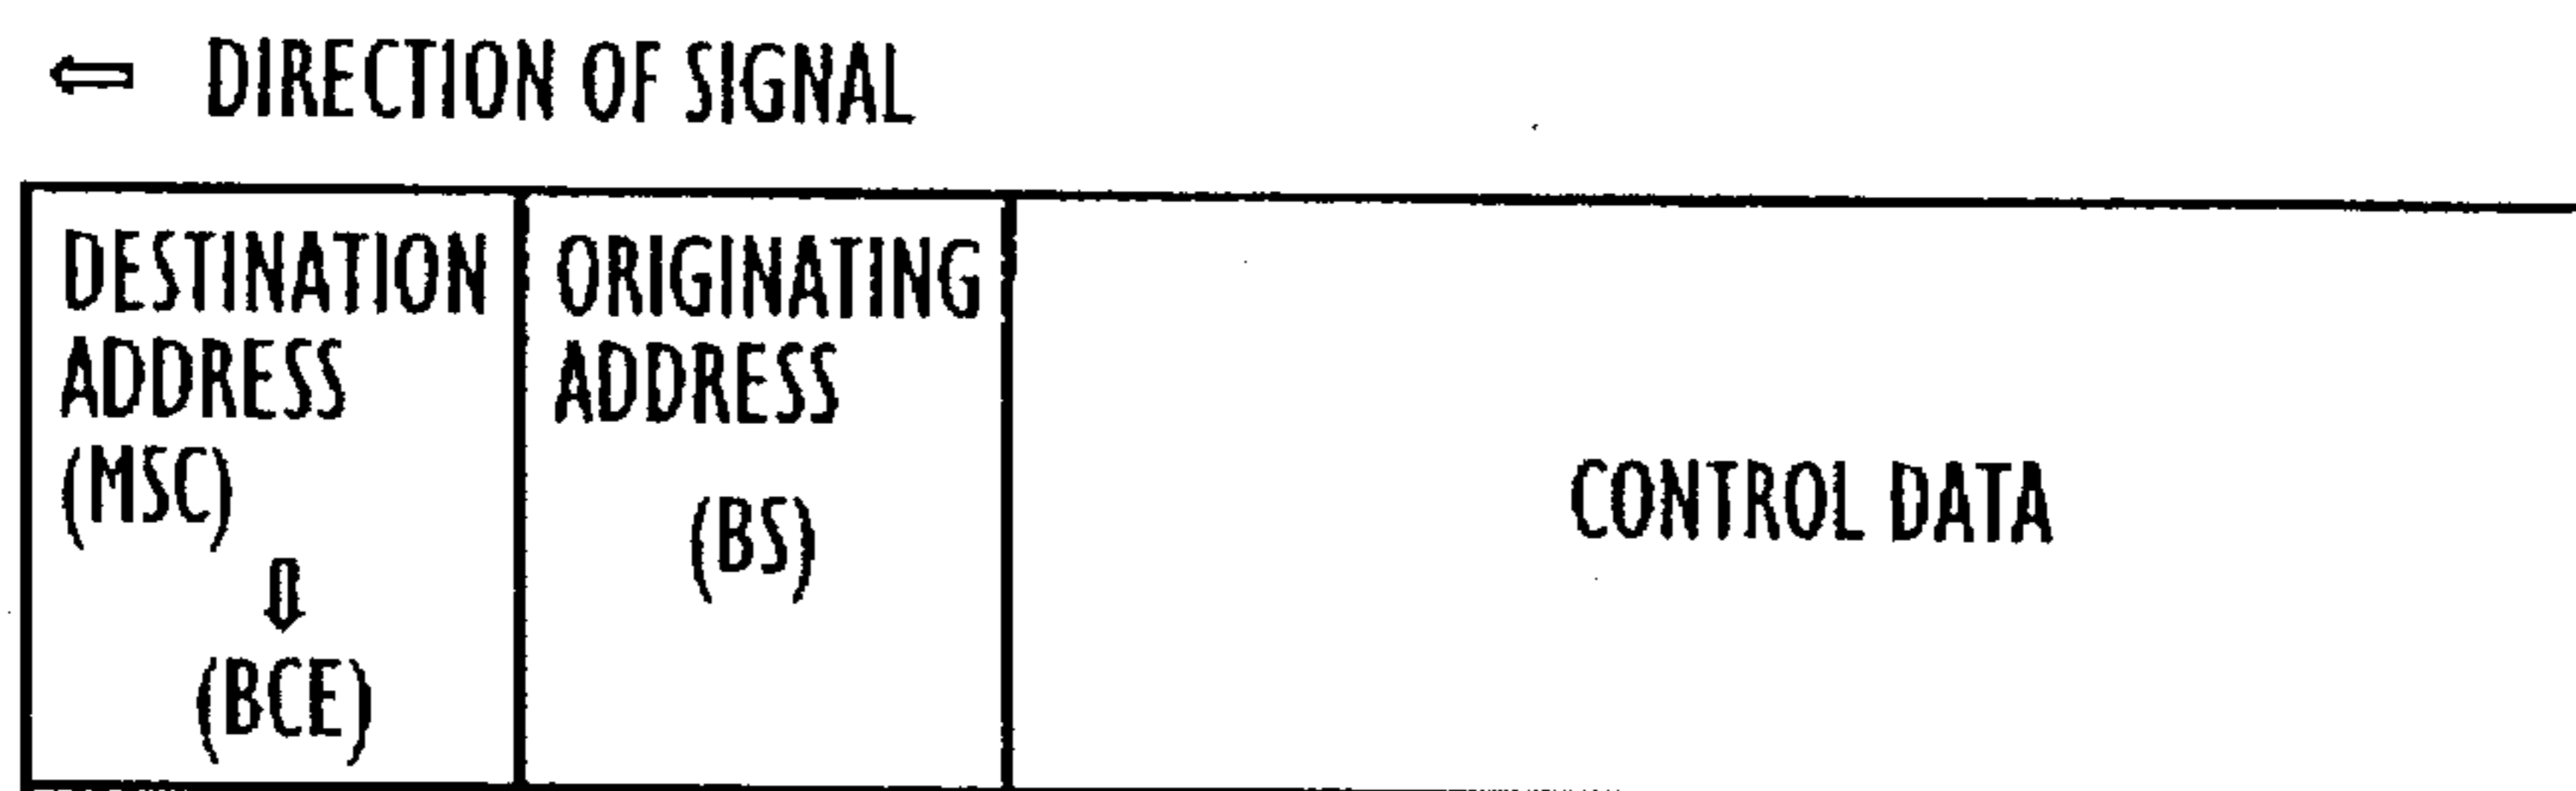 ⇐ DIRECTION OF SIGNAL
DESTINATION
ADDRESS
(MSC)
⇩
(BCE)
ORIGINATING
ADDRESS
(BS)
CONTROL DATA